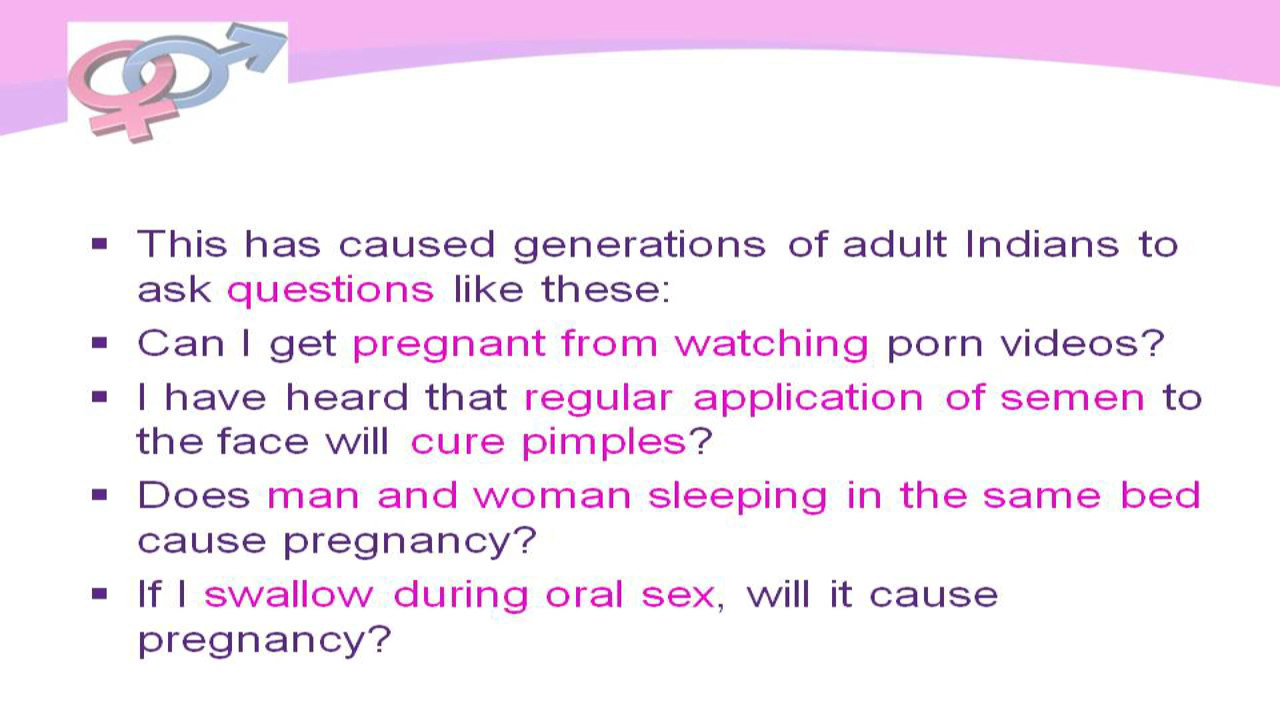 ▪ This has caused generations of adult Indians to
ask questions like these:
▪ Can I get pregnant from watching porn videos?
▪ I have heard that regular application of semen to
the face will cure pimples?
▪ Does man and woman sleeping in the same bed
cause pregnancy?
▪ If I swallow during oral sex, will it cause
pregnancy?